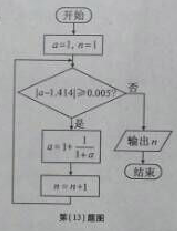 开始
a=1, n=1
|a-1.414|≥0.005?
否
是
a=1+1/(1+a)
输出n
n=n+1
结束
第(13)题图